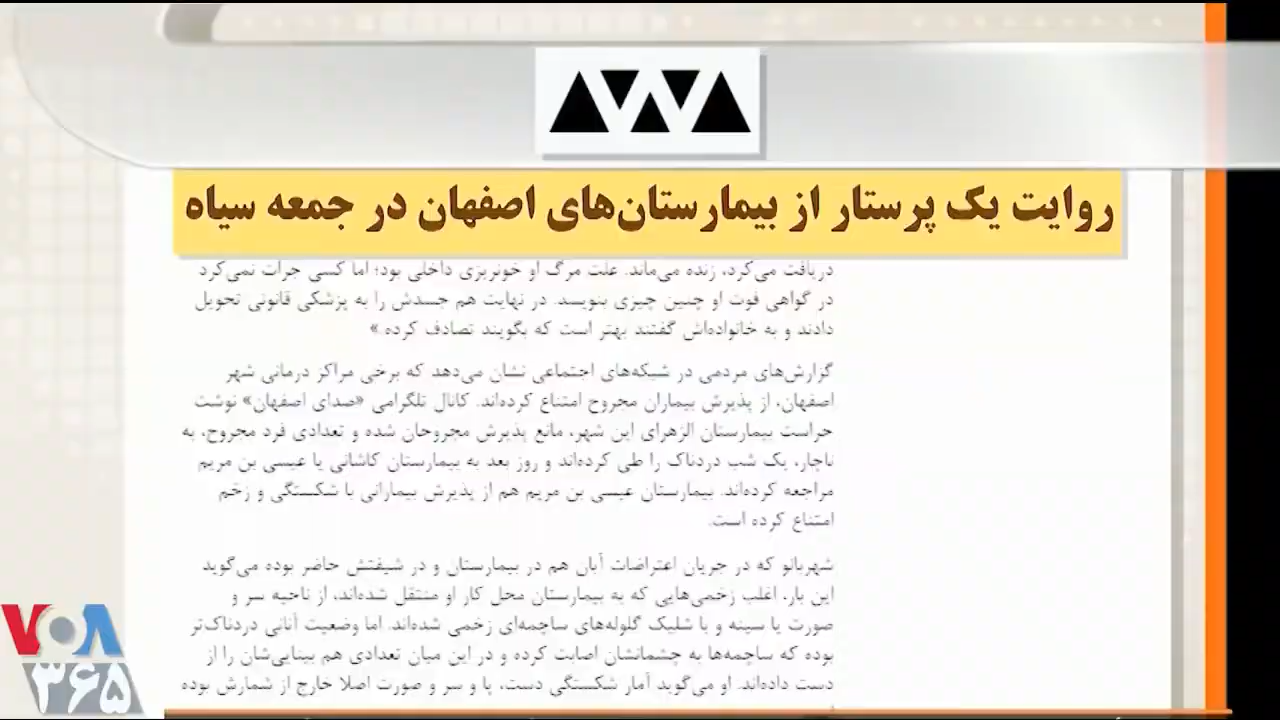 روایت یک پرستار از بیمارستان‌های اصفهان در جمعه سیاه
دریافت می‌کرد، زنده می‌ماند. علت مرگ او خونریزی داخلی بود؛ اما کسی جرات نمی‌کرد
در گواهی فوت او چنین چیزی بنویسد. در نهایت هم جسدش را به پزشکی قانونی تحویل
دادند و به خانواده‌اش گفتند بهتر است که بگویند تصادف کرده.»
گزارش‌های مردمی در شبکه‌های اجتماعی نشان می‌دهد که برخی مراکز درمانی شهر
اصفهان، از پذیرش بیماران مجروح امتناع کرده‌اند. کانال تلگرامی «صدای اصفهان» نوشت
حراست بیمارستان الزهرای این شهر، مانع پذیرش مجروحان شده و تعدادی فرد مجروح، به
ناچار، یک شب دردناک را طی کرده‌اند و روز بعد به بیمارستان کاشانی یا عیسی بن مریم
مراجعه کرده‌اند. بیمارستان عیسی بن مریم هم از پذیرش بیمارانی با شکستگی و زخم
امتناع کرده است.
شهربانو که در جریان اعتراضات آبان هم در بیمارستان و در شیفتش حاضر بوده می‌گوید
این بار، اغلب زخمی‌هایی که به بیمارستان محل کار او منتقل شده‌اند، از ناحیه سر و
صورت یا سینه و با شلیک گلوله‌های ساچمه‌ای زخمی شده‌اند. اما وضعیت آنانی دردناک‌تر
بوده که ساچمه‌ها به چشمانشان اصابت کرده و در این میان تعدادی هم بینایی‌شان را از
دست داده‌اند. او می‌گوید آمار شکستگی دست، پا و سر و صورت اصلا خارج از شمارش بوده
VOA
۳۶۵